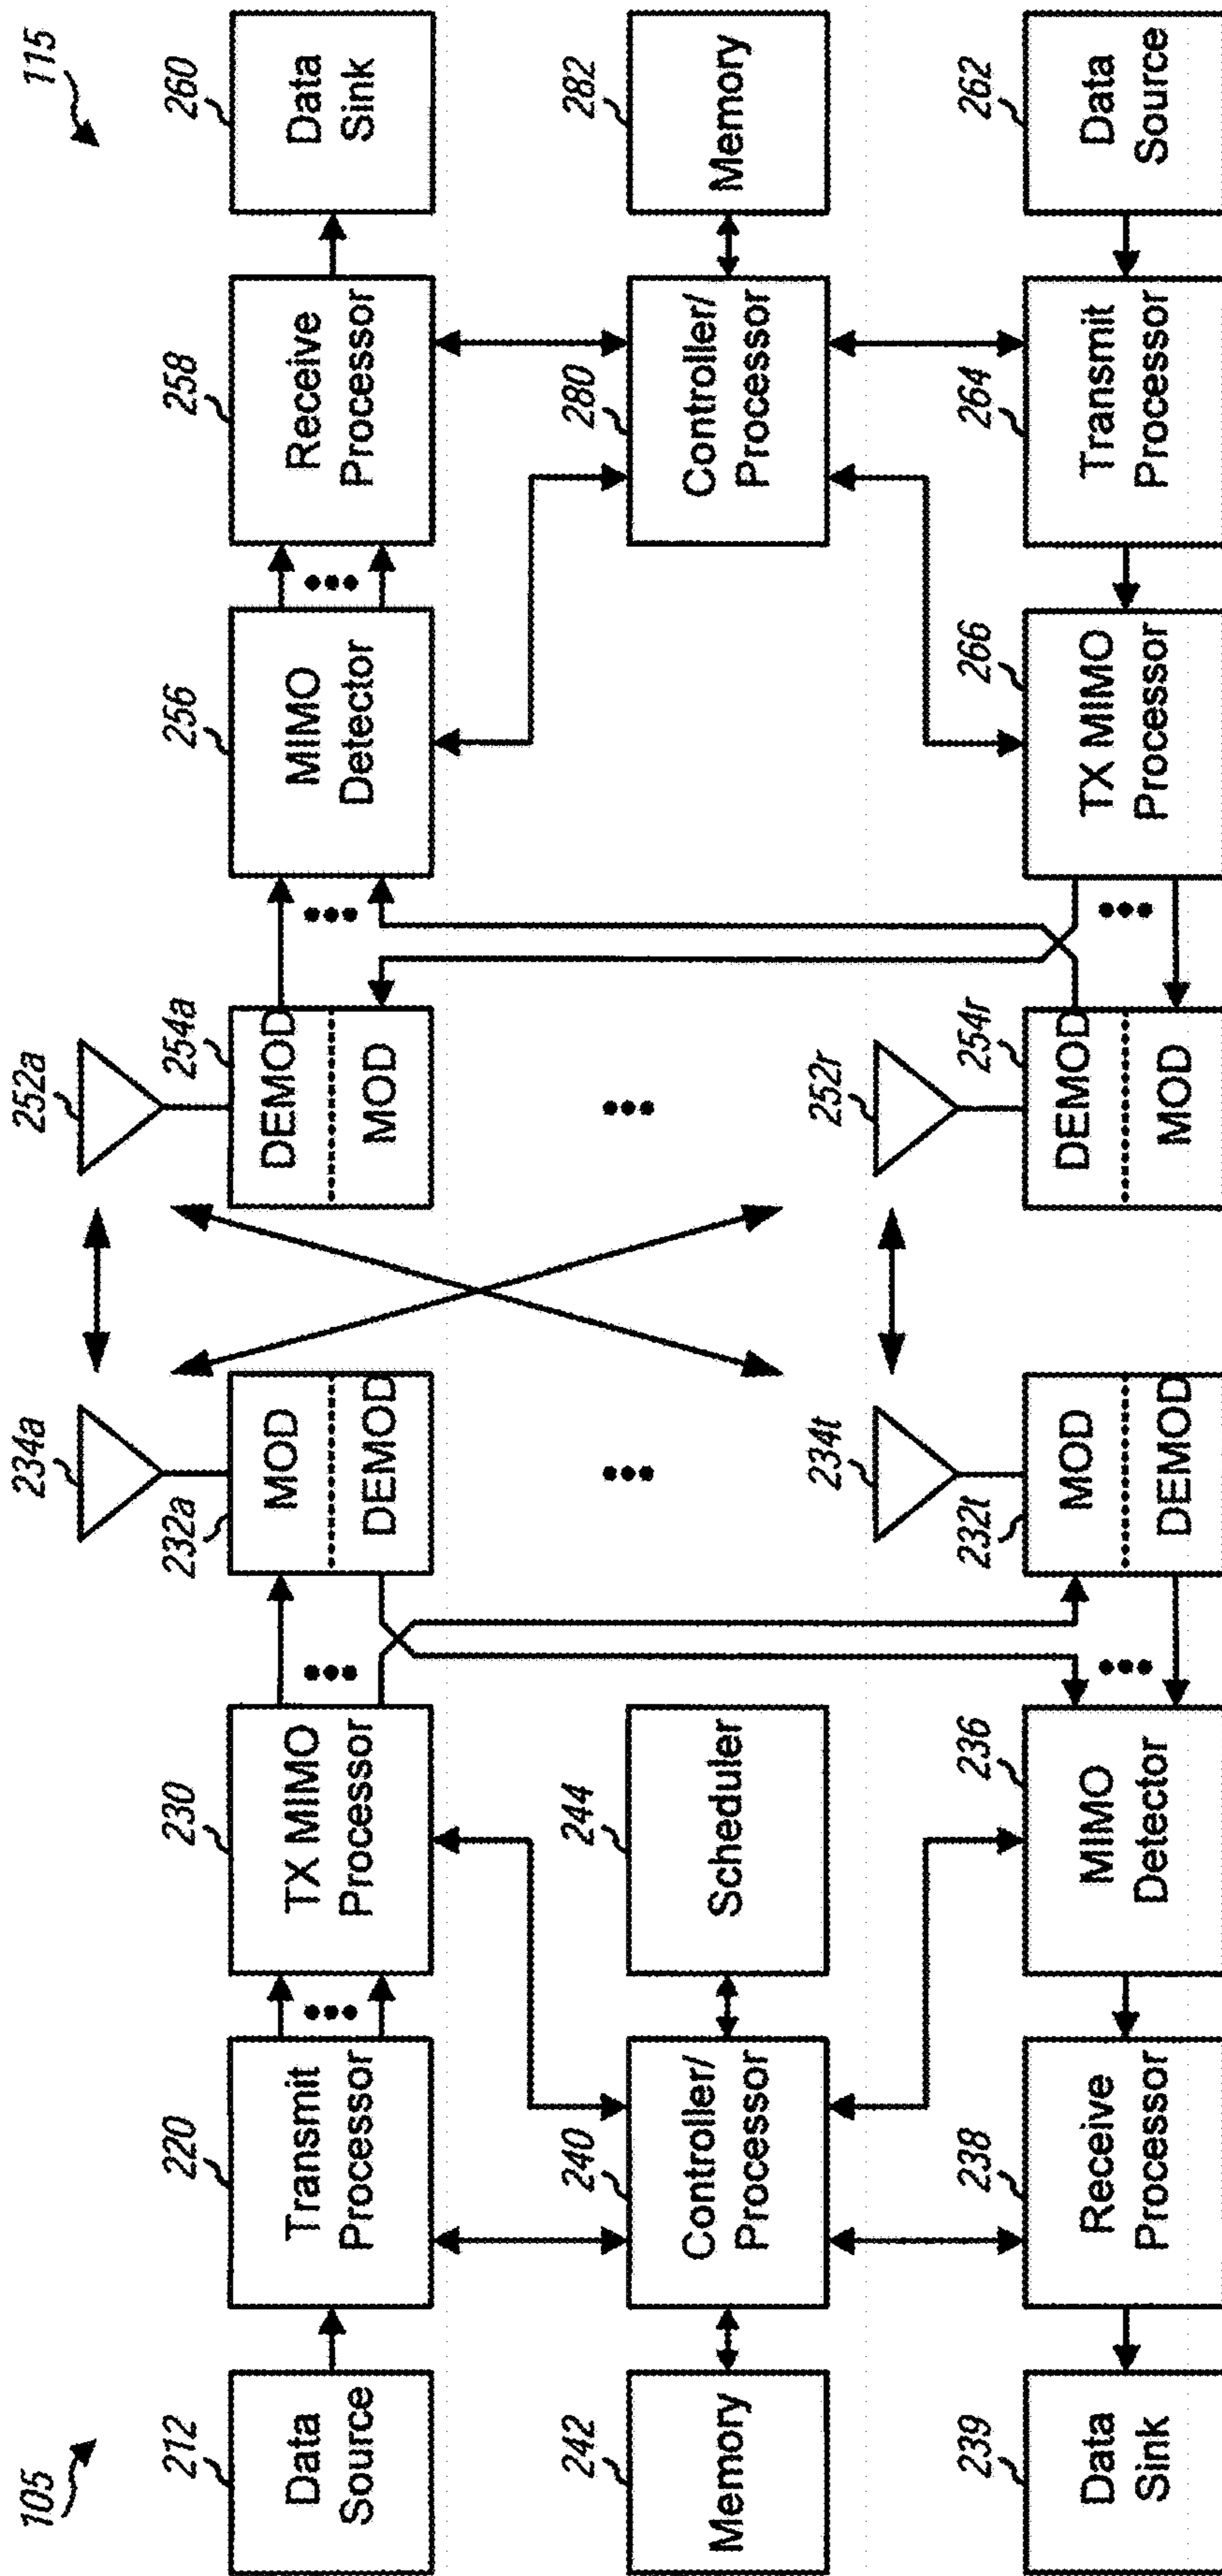 105
115
212
Data
Source
220
Transmit
Processor
230
TX MIMO
Processor
232a
MOD
DEMOD
234a
252a
254a
DEMOD
MOD
256
MIMO
Detector
258
Receive
Processor
260
Data
Sink
242
Memory
240
Controller/
Processor
244
Scheduler
280
Controller/
Processor
282
Memory
239
Data
Sink
238
Receive
Processor
236
MIMO
Detector
232t
MOD
DEMOD
234t
252r
254r
DEMOD
MOD
266
TX MIMO
Processor
264
Transmit
Processor
262
Data
Source